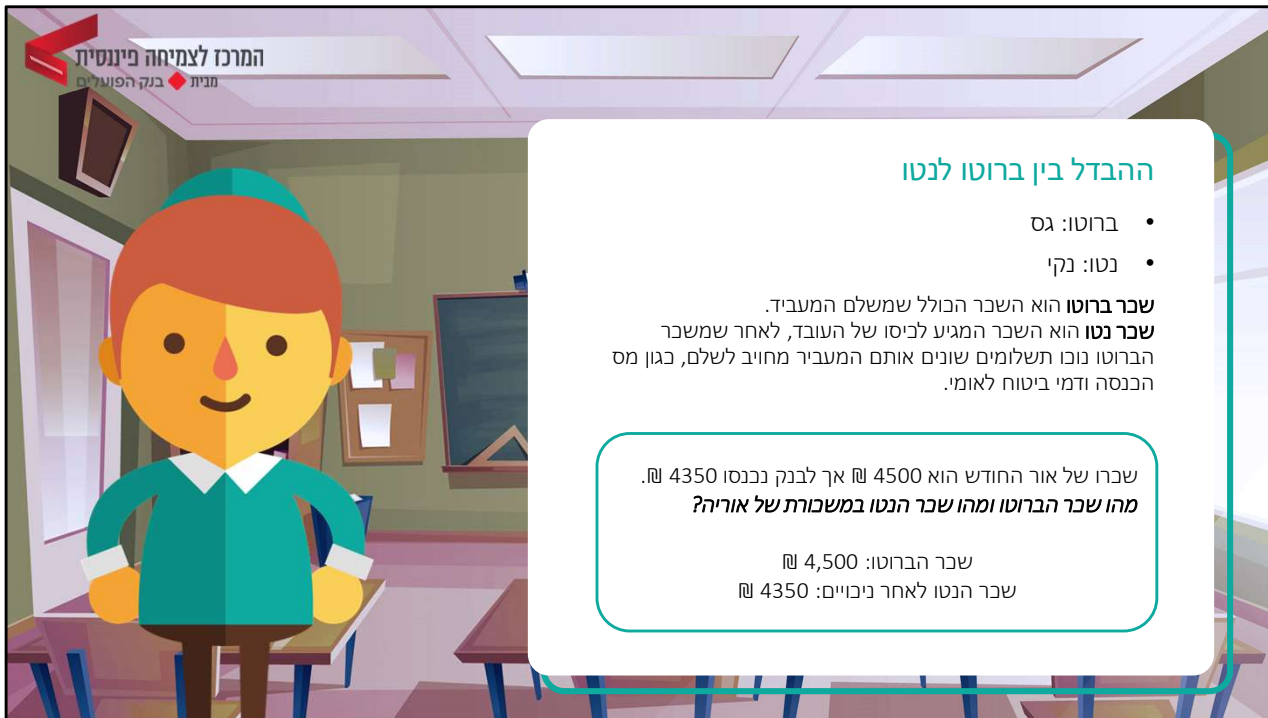 המרכז לצמיחה פיננסית
מבית בנק הפועלים
ההבדל בין ברוטו לנטו
• ברוטו: גס
• נטו: נקי
שכר ברוטו הוא השכר הכולל שמשלם המעביד.
שכר נטו הוא השכר המגיע לכיסו של העובד, לאחר שמשכר
הברוטו נוכו תשלומים שונים אותם המעביר מחויב לשלם, כגון מס
הכנסה ודמי ביטוח לאומי.
שכרו של אור החודש הוא 4500 ₪ אך לבנק נכנסו 4350 ₪.
מהו שכר הברוטו ומהו שכר הנטו במשכורת של אוריה?
שכר הברוטו: 4,500 ₪
שכר הנטו לאחר ניכויים: 4350 ₪